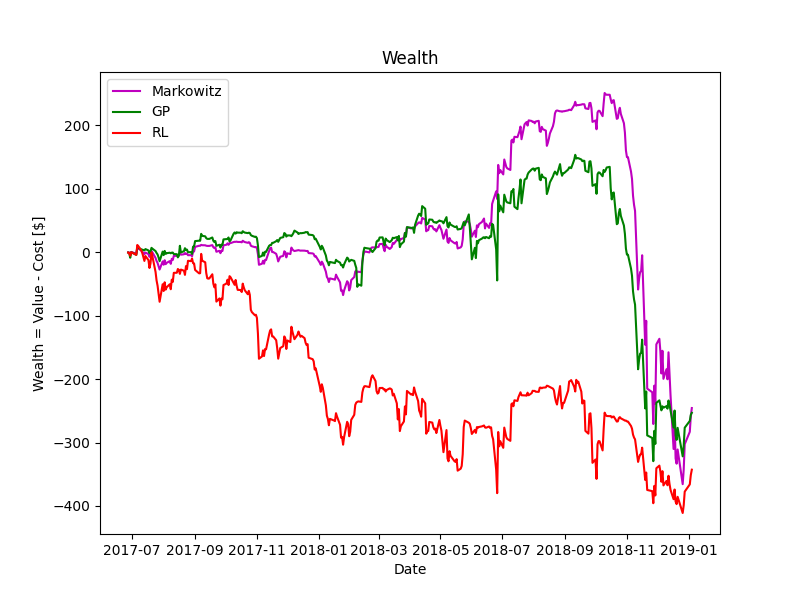 Wealth
Markowitz
GP
RL
Wealth = Value - Cost [$]
200
100
0
−100
−200
−300
−400
2017-07 2017-09 2017-11 2018-01 2018-03 2018-05 2018-07 2018-09 2018-11 2019-01
Date